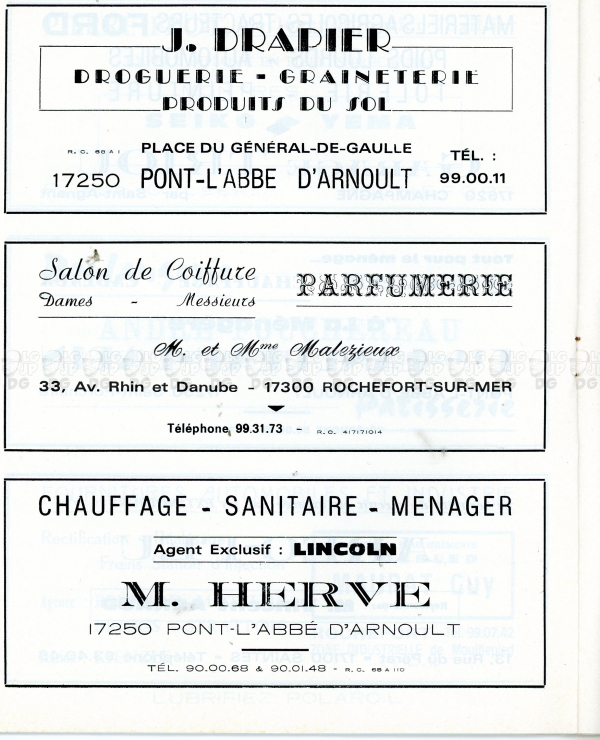 J. DRAPIER
DROGUERIE - GRAINETERIE
PRODUITS DU SOL
R. C. 68 A 1
PLACE DU GÉNÉRAL-DE-GAULLE
TÉL. :
17250 PONT-L'ABBE D'ARNOULT 99.00.11
Salon de Coiffure
Dames - Messieurs
PARFUMERIE
M. et Mme Malezieux
33, Av. Rhin et Danube - 17300 ROCHEFORT-SUR-MER
Téléphone 99.31.73 - R. C. 417171014
CHAUFFAGE - SANITAIRE - MENAGER
Agent Exclusif : LINCOLN
M. HERVE
17250 PONT-L'ABBÉ D'ARNOULT
TÉL. 90.00.68 & 90.01.48 - R. C. 68 A 110